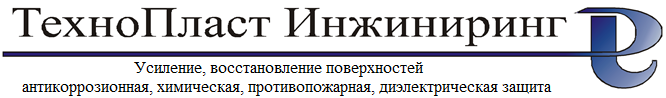 ТехноПласт Инжиниринг
Усиление, восстановление поверхностей
антикоррозионная, химическая, противопожарная, диэлектрическая защита